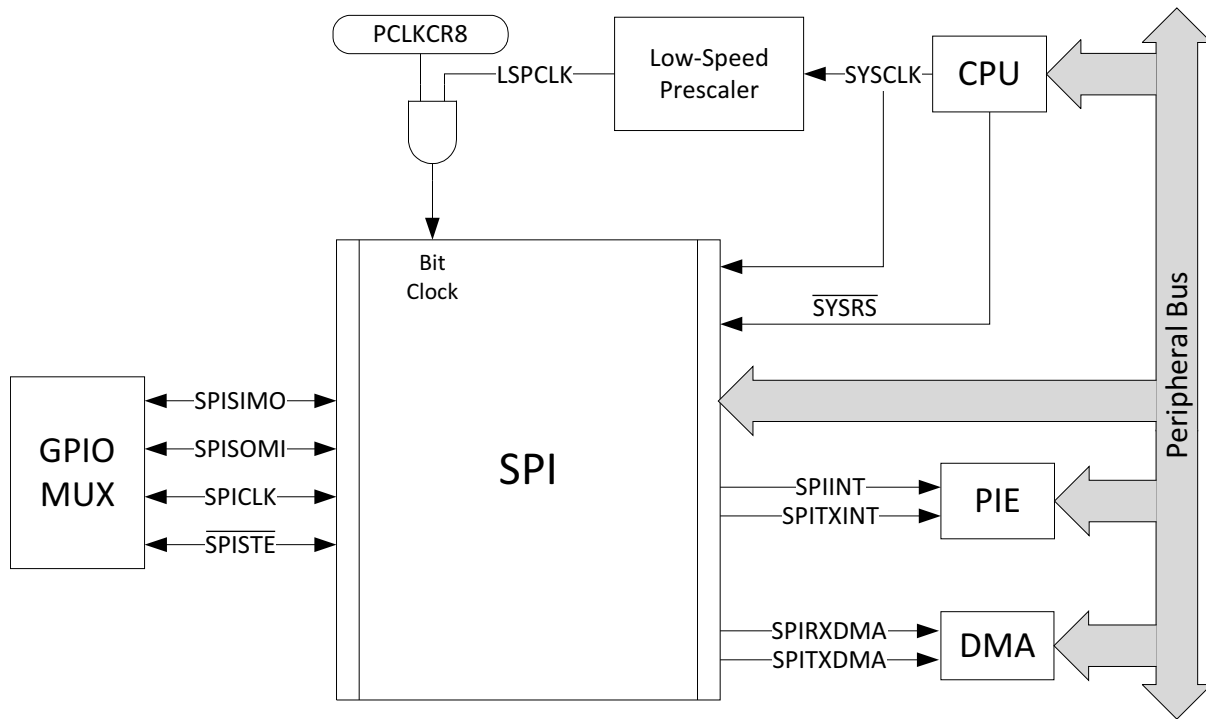 PCLKCR8
LSPCLK
Low-Speed
Prescaler
SYSCLK
CPU
Bit
Clock
SYSRS
Peripheral Bus
GPIO
MUX
SPISIMO
SPISOMI
SPICLK
SPISTE
SPI
SPIINT
SPITXINT
PIE
SPIRXDMA
SPITXDMA
DMA